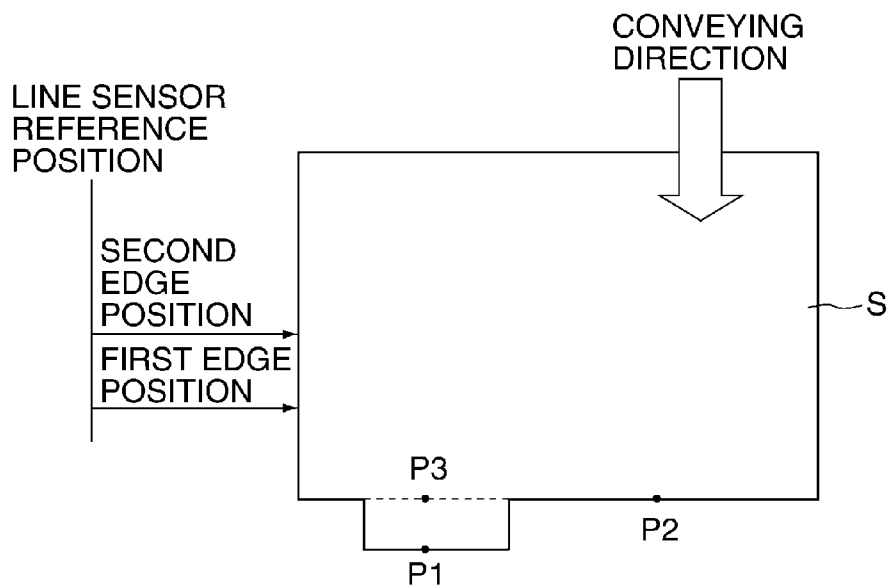 CONVEYING
DIRECTION
LINE SENSOR
REFERENCE
POSITION
SECOND
EDGE
POSITION
S
FIRST EDGE
POSITION
P3
P2
P1